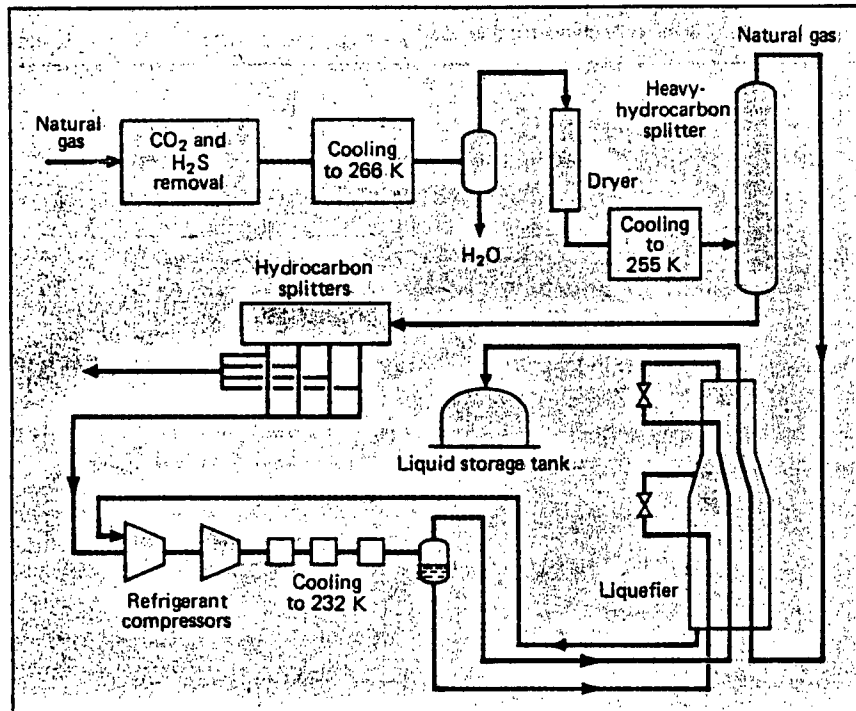 Natural gas
Heavy-
hydrocarbon
splitter
Natural
gas
CO₂ and
H₂S
removal
Cooling
to 266 K
Dryer
H₂O
Cooling
to
255 K
Hydrocarbon
splitters
Liquid storage tank
Refrigerant
compressors
Cooling
to 232 K
Liquefier